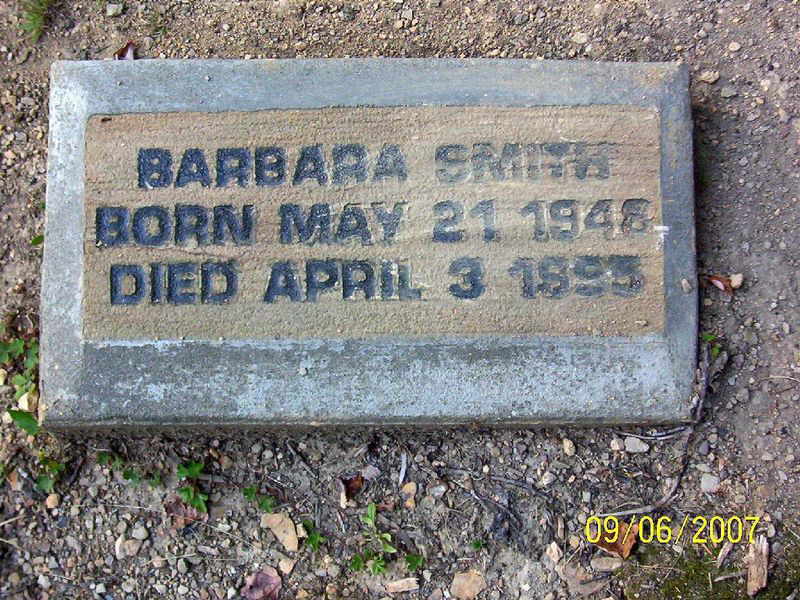 BARBARA SMITH
BORN MAY 21 1948
DIED APRIL 3 1995
09/06/2007